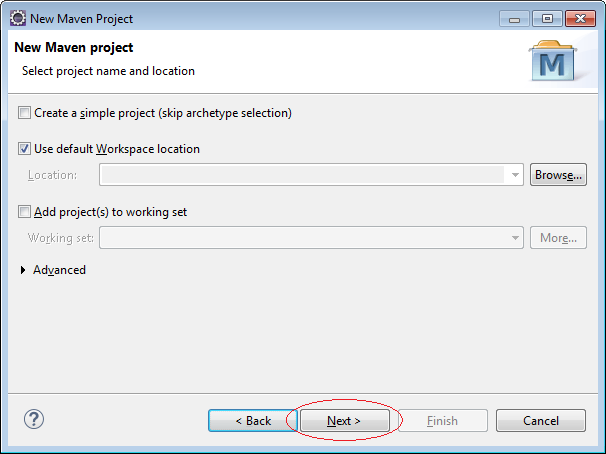 New Maven Project
New Maven project
Select project name and location
M
Create a simple project (skip archetype selection)
Use default Workspace location
Location:
Browse...
Add project(s) to working set
Working set:
More...
Advanced
?
< Back
Next >
Finish
Cancel